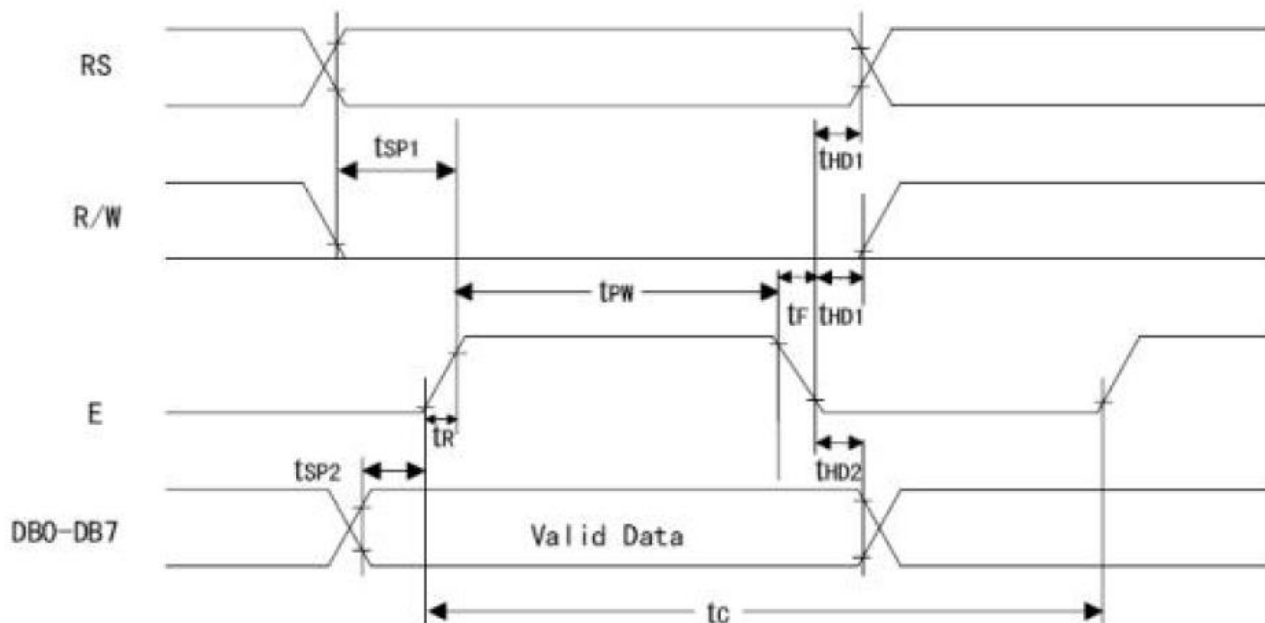 RS
tSP1
tHD1
R/W
tPW
tF
tHD1
E
tR
tSP2
tHD2
DB0-DB7
Valid Data
tC